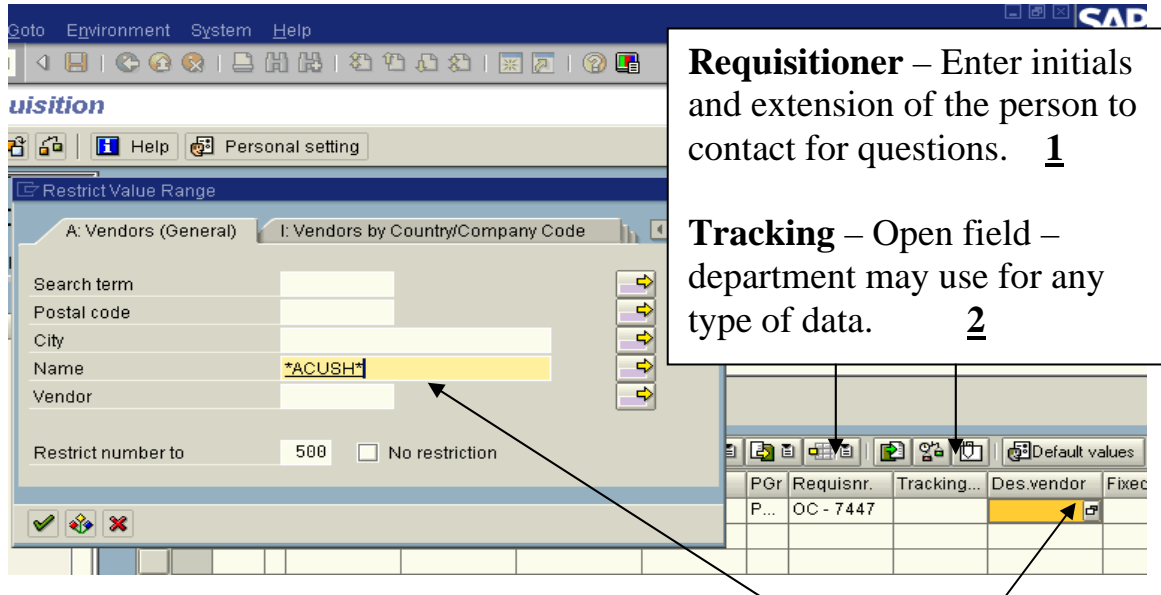 Goto Environment System Help
SAP
uisition
Help Personal setting
Restrict Value Range
A: Vendors (General) I: Vendors by Country/Company Code
Search term
Postal code
City
Name *ACUSH*
Vendor
Restrict number to 500 No restriction
Requisitioner – Enter initials
and extension of the person to
contact for questions. 1
Tracking – Open field –
department may use for any
type of data. 2
Default values
PGr Requisnr. Tracking... Des.vendor Fixed
P... OC - 7447